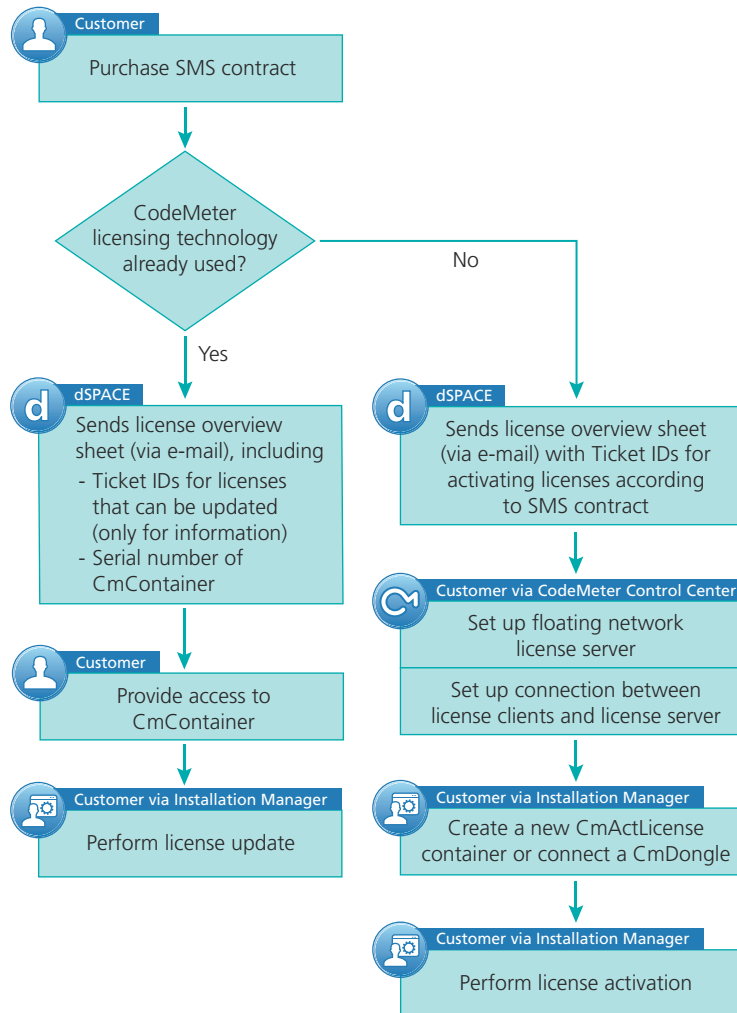 Customer
Purchase SMS contract
CodeMeter
licensing technology
already used?
No
Yes
d
dSPACE
Sends license overview
sheet (via e-mail), including
- Ticket IDs for licenses
that can be updated
(only for information)
- Serial number of
CmContainer
Customer
Provide access to
CmContainer
Customer via Installation Manager
Perform license update
d
dSPACE
Sends license overview sheet
(via e-mail) with Ticket IDs for
activating licenses according
to SMS contract
Customer via CodeMeter Control Center
Set up floating network
license server
Set up connection between
license clients and license server
Customer via Installation Manager
Create a new CmActLicense
container or connect a CmDongle
Customer via Installation Manager
Perform license activation